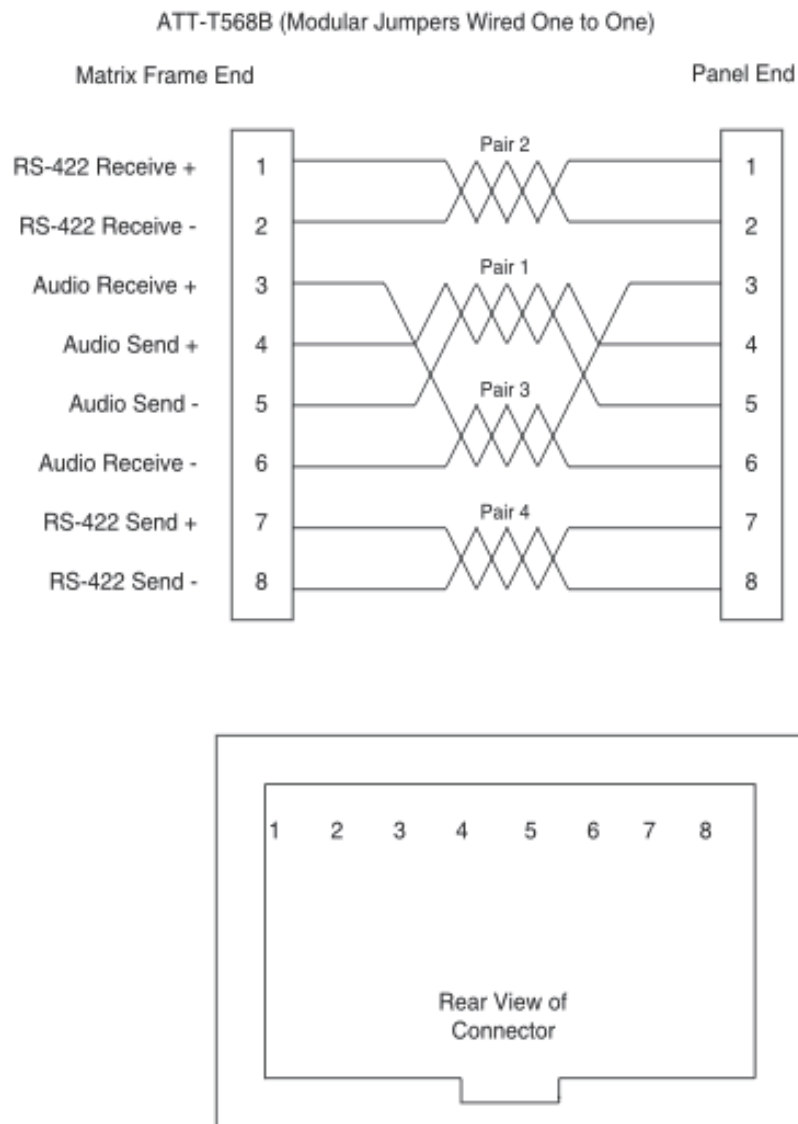 ATT-T568B (Modular Jumpers Wired One to One)
Matrix Frame End Panel End
Pair 2
RS-422 Receive + 1 1
RS-422 Receive - 2 2
Pair 1
Audio Receive + 3 3
Audio Send + 4 4
Pair 3
Audio Send - 5 5
Audio Receive - 6 6
Pair 4
RS-422 Send + 7 7
RS-422 Send - 8 8
1 2 3 4 5 6 7 8
Rear View of
Connector